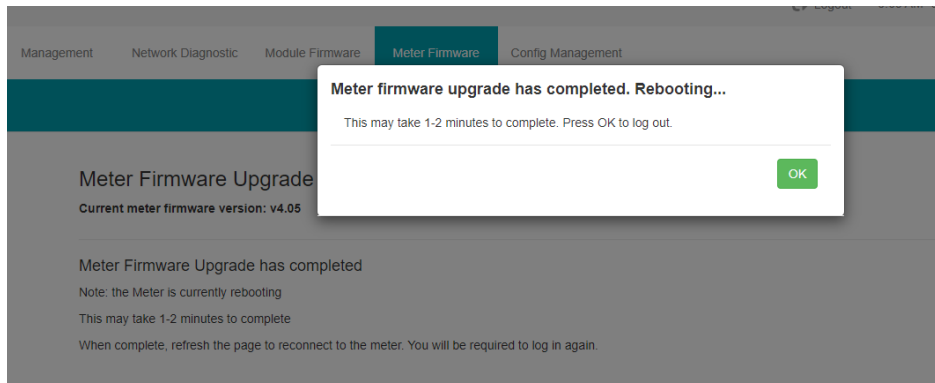 Logout
Management Network Diagnostic Module Firmware Meter Firmware Config Management
Meter firmware upgrade has completed. Rebooting...
This may take 1-2 minutes to complete. Press OK to log out.
OK
Meter Firmware Upgrade
Current meter firmware version: v4.05
Meter Firmware Upgrade has completed
Note: the Meter is currently rebooting
This may take 1-2 minutes to complete
When complete, refresh the page to reconnect to the meter. You will be required to log in again.